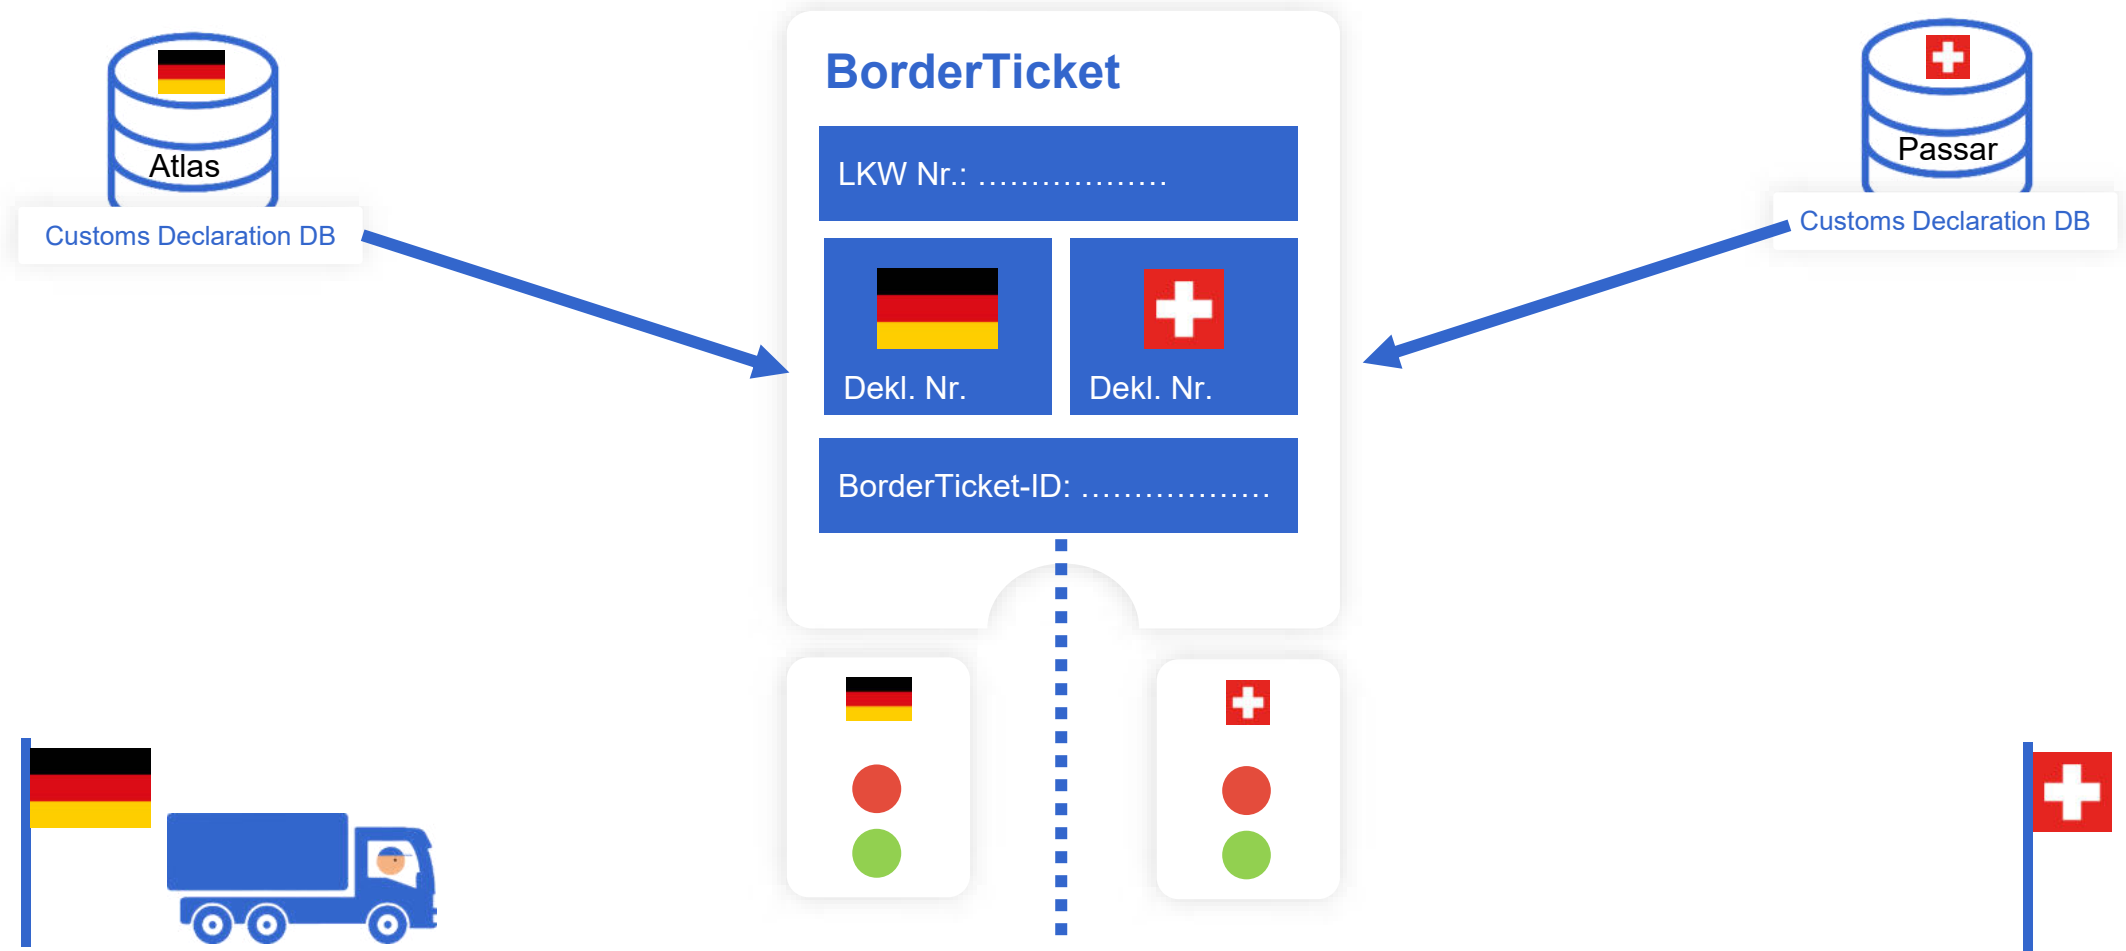 Atlas
Customs Declaration DB
BorderTicket
LKW Nr.: ………………
Dekl. Nr.
Dekl. Nr.
BorderTicket-ID: ………………
Passar
Customs Declaration DB